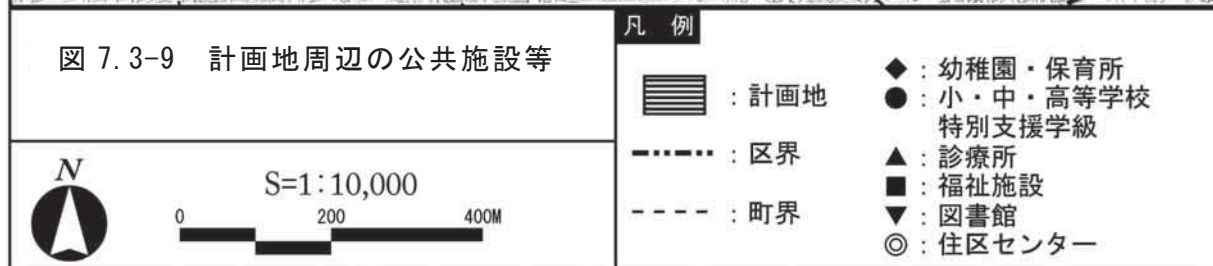 図 7.3-9 計画地周辺の公共施設等
N
S=1:10,000
0 200 400M
凡 例
：計画地
：区界
：町界
◆：幼稚園・保育所
●：小・中・高等学校
特別支援学級
▲：診療所
■：福祉施設
▼：図書館
◎：住区センター